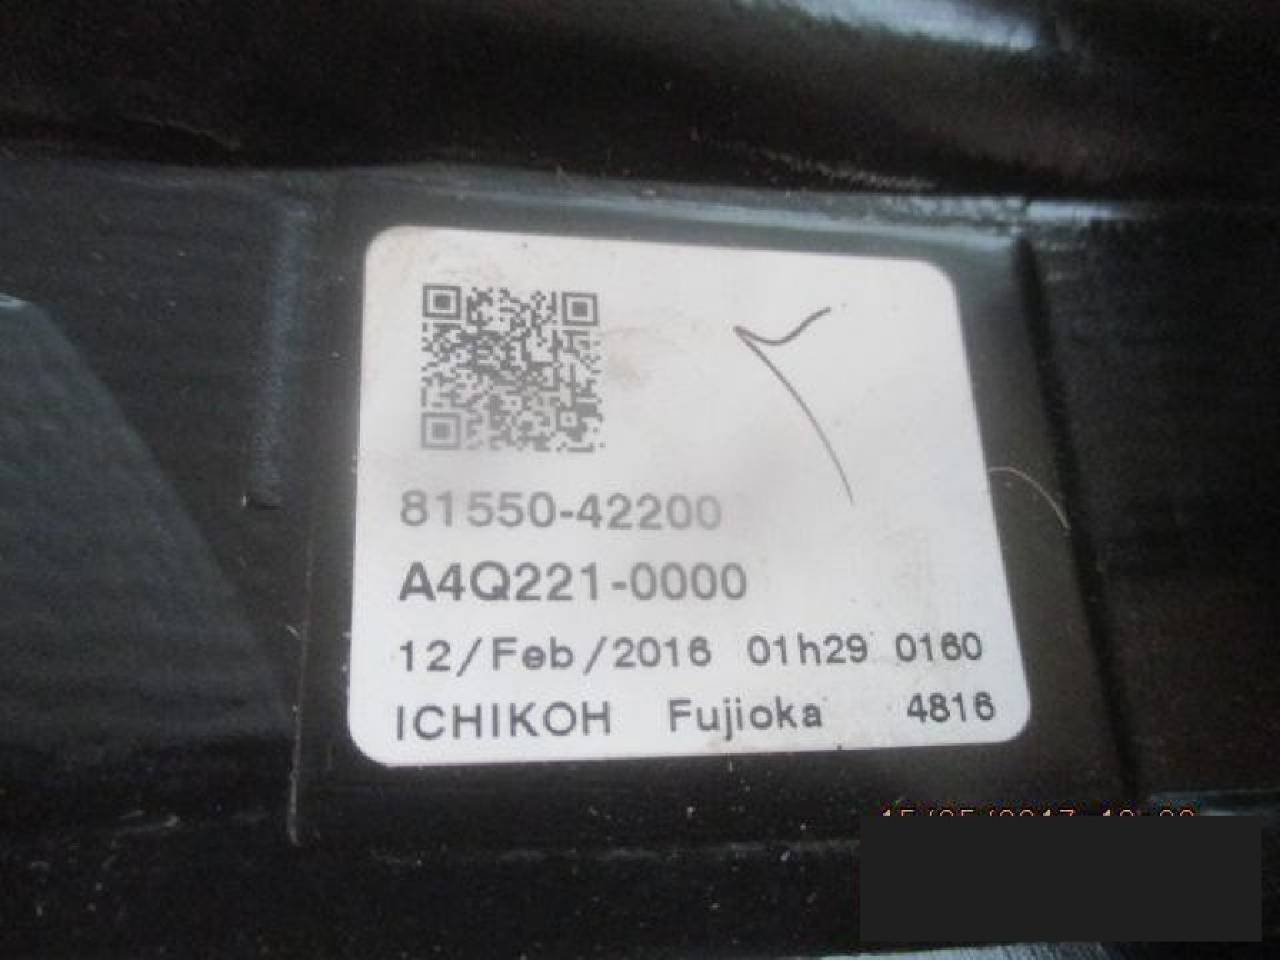 81550-42200
A4Q221-0000
12/Feb/2016 01h29 0160
ICHIKOH Fujioka 4816